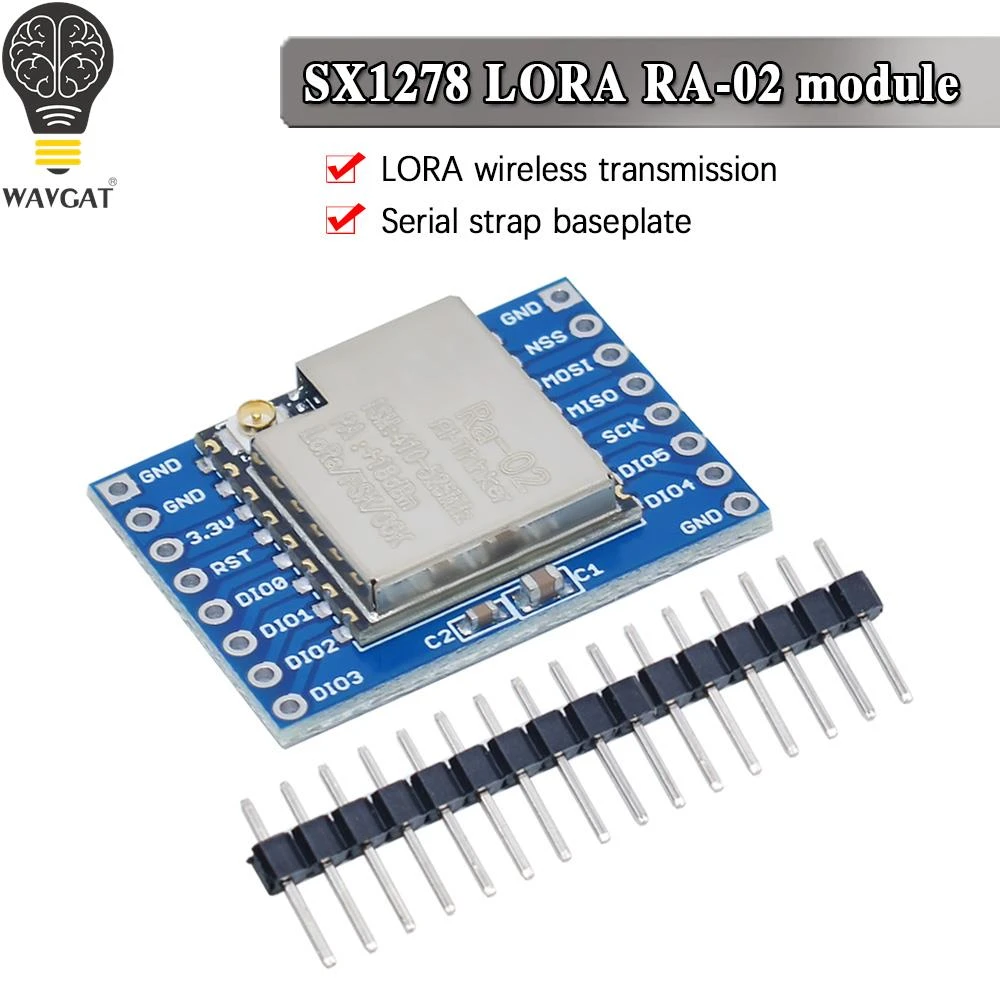 SX1278 LORA RA-02 module
LORA wireless transmission
Serial strap baseplate
WAVGAT®
GND
NSS
MOSI
MISO
SCK
DIO5
DIO4
GND
Ra-02
Ai-Thinker
ISM:410-525MHz
PA:+18dBm
LoRa/FSK/OOK
GND
GND
3.3V
RST
DIO0
DIO1
DIO2
DIO3
C1
C2